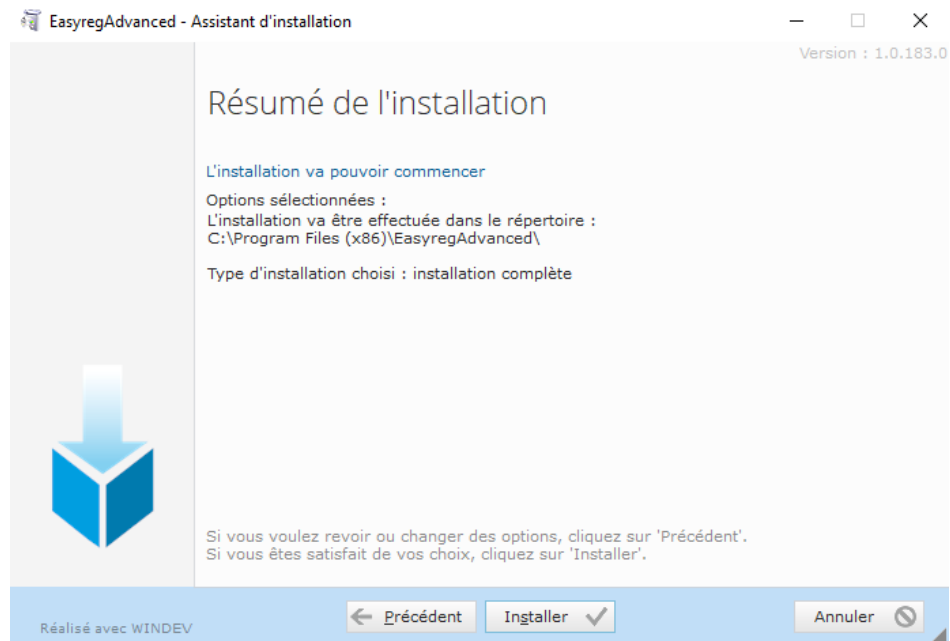 EasyregAdvanced - Assistant d'installation
Version : 1.0.183.0
Résumé de l'installation
L'installation va pouvoir commencer
Options sélectionnées :
L'installation va être effectuée dans le répertoire :
C:\Program Files (x86)\EasyregAdvanced\
Type d'installation choisi : installation complète
Si vous voulez revoir ou changer des options, cliquez sur 'Précédent'.
Si vous êtes satisfait de vos choix, cliquez sur 'Installer'.
Réalisé avec WINDEV
Précédent
Installer
Annuler